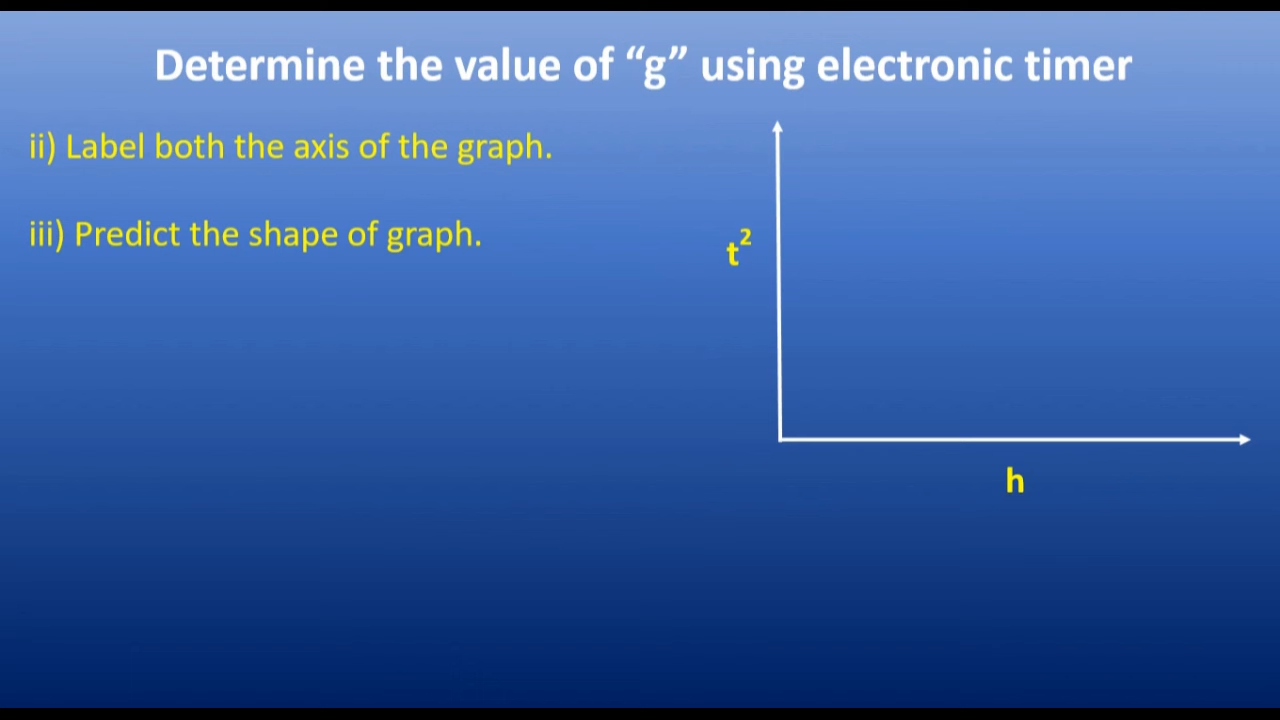 Determine the value of “g” using electronic timer
ii) Label both the axis of the graph.
iii) Predict the shape of graph.
t²
h